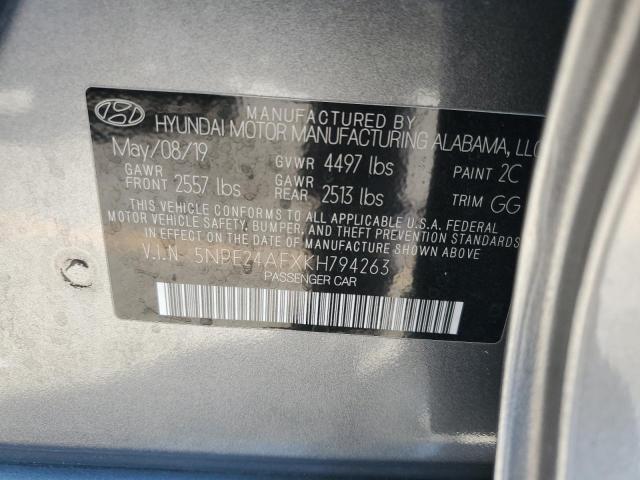 MANUFACTURED BY
HYUNDAI MOTOR MANUFACTURING ALABAMA, LLC
May/08/19 GVWR 4497 lbs PAINT 2C
GAWR FRONT 2557 lbs GAWR REAR 2513 lbs TRIM GG
THIS VEHICLE CONFORMS TO ALL APPLICABLE U.S.A. FEDERAL
MOTOR VEHICLE SAFETY, BUMPER, AND THEFT PREVENTION
STANDARDS IN EFFECT ON THE DATE OF MANUFACTURE SHOWN ABOVE
V.I.N. 5NPE24AFXKH794263
PASSENGER CAR